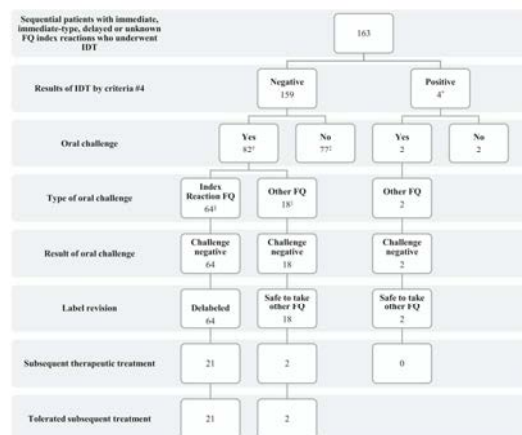 Sequential patients with immediate,
immediate-type, delayed or unknown
FQ index reactions who underwent
IDT
163
Results of IDT by criteria #4
Negative
159
Positive
4*
Oral challenge
Yes
82†
No
77‡
Yes
2
No
2
Type of oral challenge
Index
Reaction FQ
64§
Other FQ
18
Other FQ
2
Result of oral challenge
Challenge
negative
64
Challenge
negative
18
Challenge
negative
2
Label revision
Delabeled
64
Safe to take
other FQ
18
Safe to take
other FQ
2
Subsequent therapeutic treatment
21
2
0
Tolerated subsequent treatment
21
2